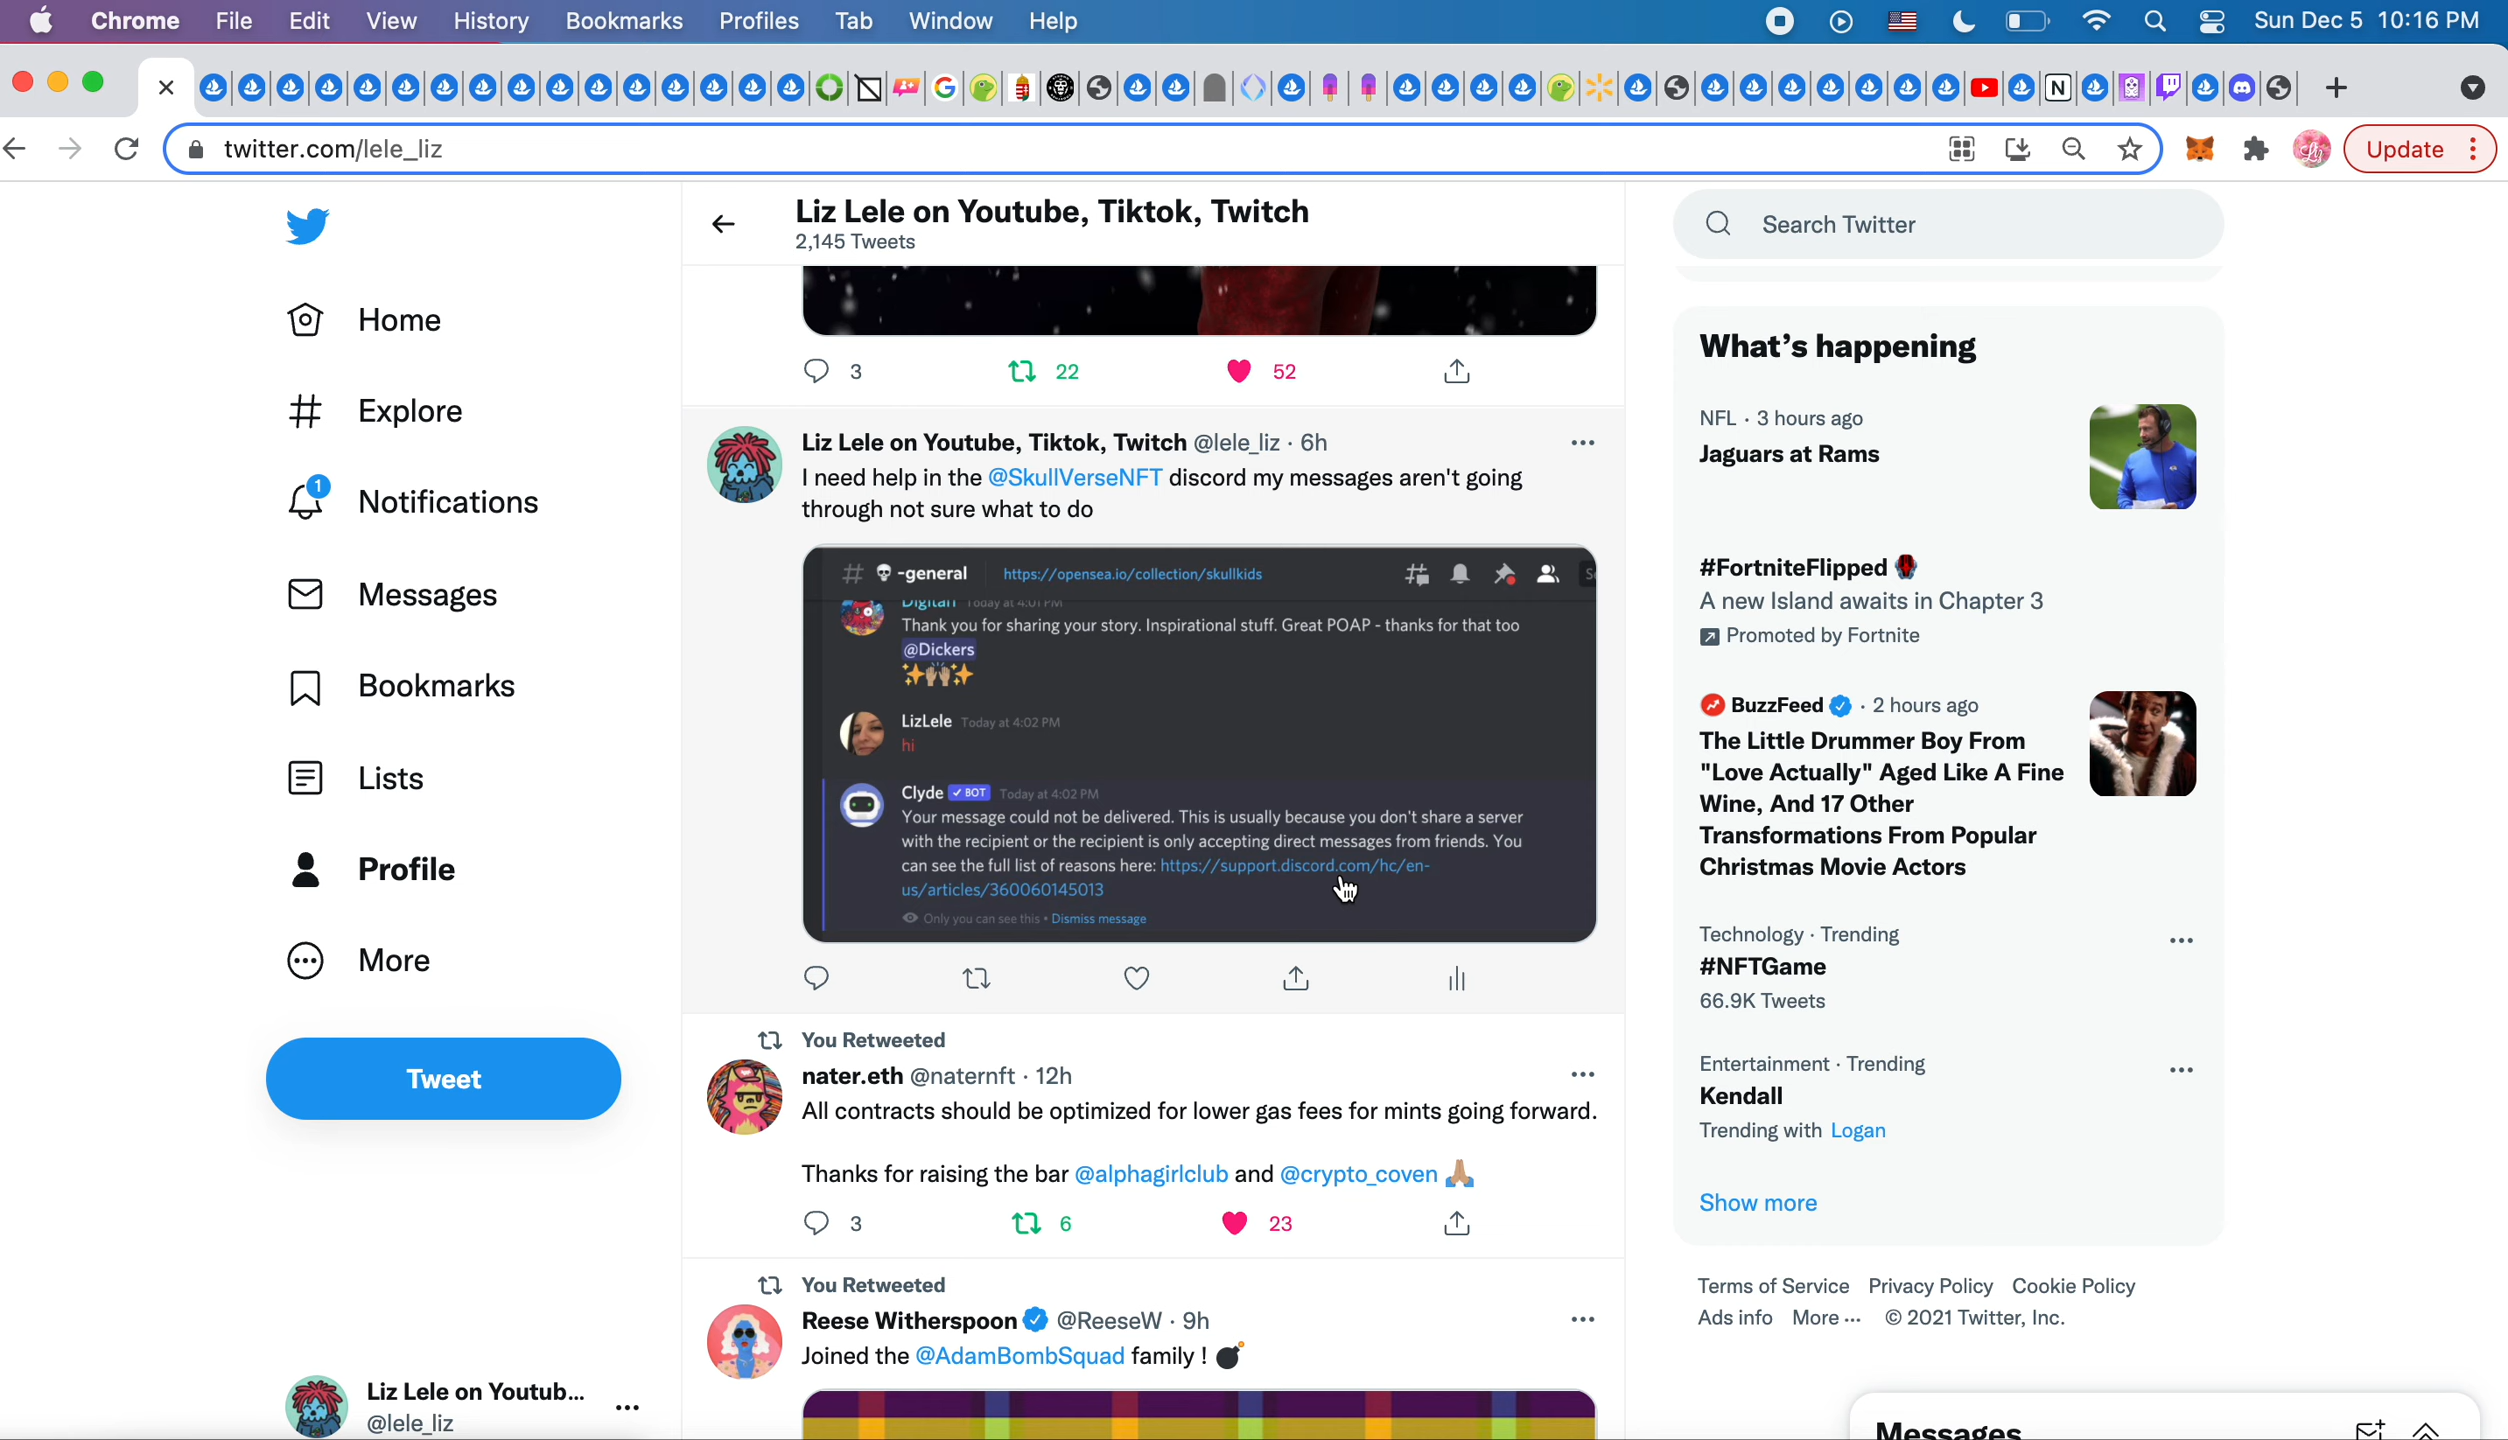 Chrome File Edit View History Bookmarks Profiles Tab Window Help Sun Dec 5 10:16 PM
twitter.com/lele_liz
Update
Home
Explore
1
Notifications
Messages
Bookmarks
Lists
Profile
More
Tweet
Liz Lele on Youtub...
@lele_liz
Liz Lele on Youtube, Tiktok, Twitch
2,145 Tweets
3 22 52
Liz Lele on Youtube, Tiktok, Twitch @lele_liz · 6h
I need help in the @SkullVerseNFT discord my messages aren't going
through not sure what to do
-general https://opensea.io/collection/skullkids
Digitari Today at 4:01 PM
Thank you for sharing your story. Inspirational stuff. Great POAP - thanks for that too
@Dickers
✨🙌🏽✨
LizLele Today at 4:02 PM
hi
Clyde ✓ BOT Today at 4:02 PM
Your message could not be delivered. This is usually because you don't share a server
with the recipient or the recipient is only accepting direct messages from friends. You
can see the full list of reasons here: https://support.discord.com/hc/en-
us/articles/360060145013
Only you can see this • Dismiss message
You Retweeted
nater.eth @naternft · 12h
All contracts should be optimized for lower gas fees for mints going forward.
Thanks for raising the bar @alphagirlclub and @crypto_coven 🙏🏽
3 6 23
You Retweeted
Reese Witherspoon @ReeseW · 9h
Joined the @AdamBombSquad family ! 💣
Search Twitter
What's happening
NFL · 3 hours ago
Jaguars at Rams
#FortniteFlipped
A new Island awaits in Chapter 3
Promoted by Fortnite
BuzzFeed · 2 hours ago
The Little Drummer Boy From
"Love Actually" Aged Like A Fine
Wine, And 17 Other
Transformations From Popular
Christmas Movie Actors
Technology · Trending
#NFTGame
66.9K Tweets
Entertainment · Trending
Kendall
Trending with Logan
Show more
Terms of Service Privacy Policy Cookie Policy
Ads info More ··· © 2021 Twitter, Inc.
Messages